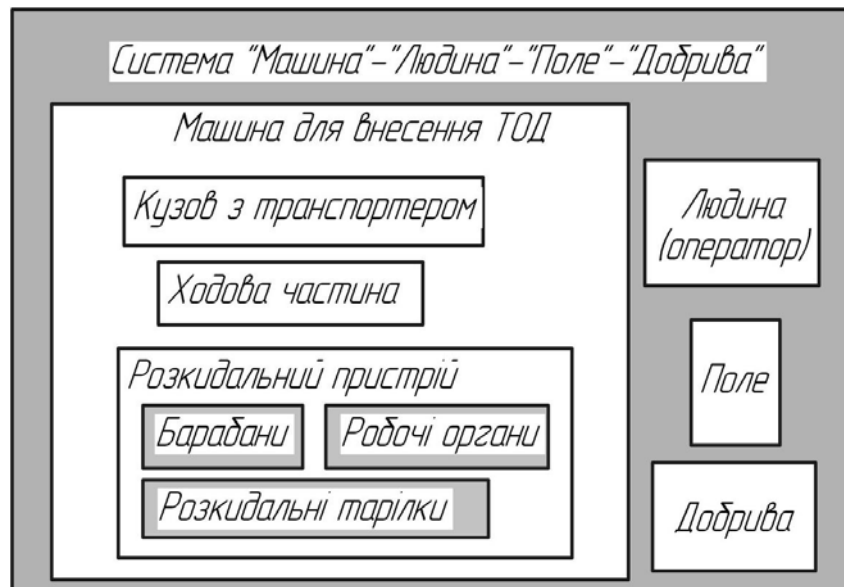 Система "Машина"-"Людина"-"Поле"-"Добрива"
Машина для внесення ТОД
Кузов з транспортером
Ходова частина
Розкидальний пристрій
Барабани
Робочі органи
Розкидальні тарілки
Людина
(оператор)
Поле
Добрива